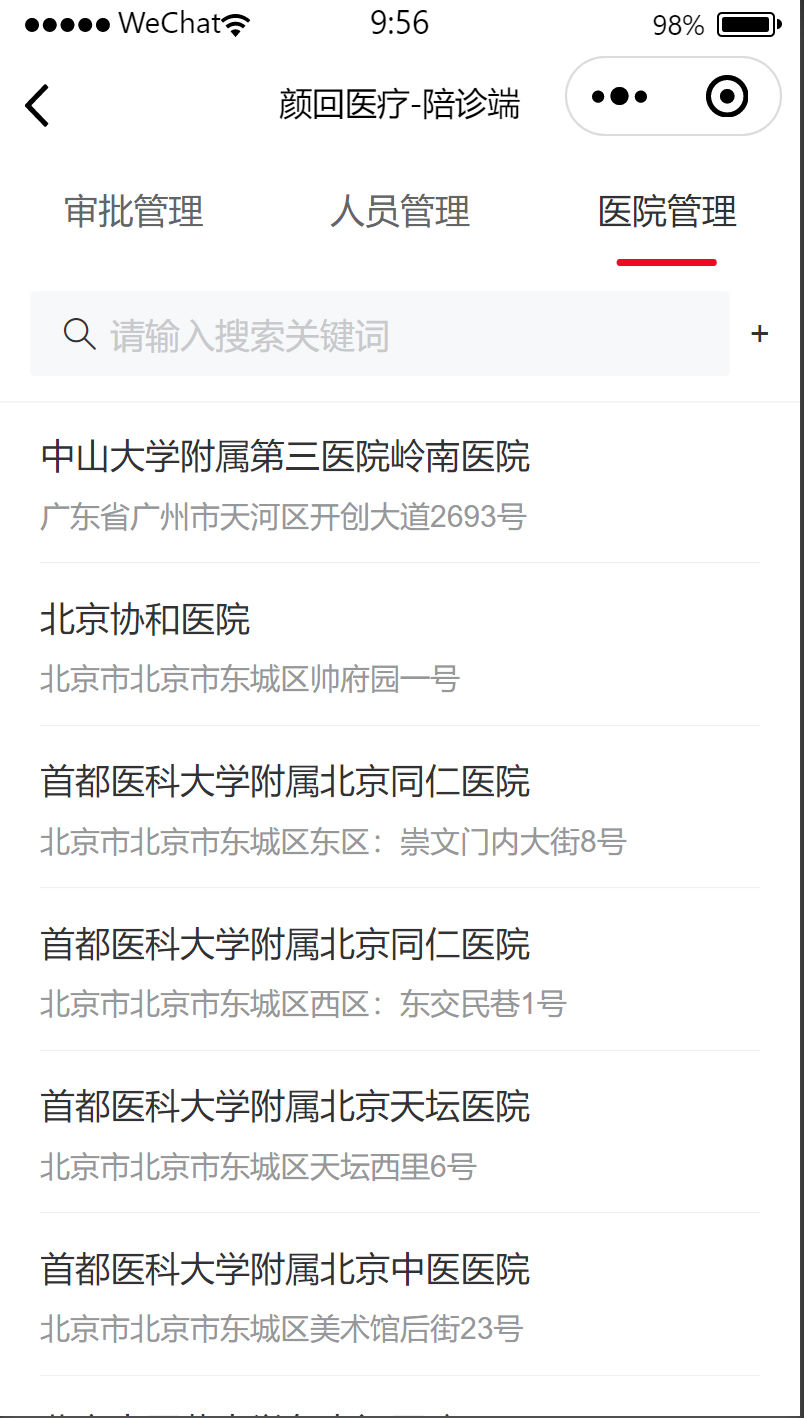 WeChat 9:56 98%
颜回医疗-陪诊端
审批管理 人员管理 医院管理
请输入搜索关键词 +
中山大学附属第三医院岭南医院
广东省广州市天河区开创大道2693号
北京协和医院
北京市北京市东城区帅府园一号
首都医科大学附属北京同仁医院
北京市北京市东城区东区：崇文门内大街8号
首都医科大学附属北京同仁医院
北京市北京市东城区西区：东交民巷1号
首都医科大学附属北京天坛医院
北京市北京市东城区天坛西里6号
首都医科大学附属北京中医医院
北京市北京市东城区美术馆后街23号